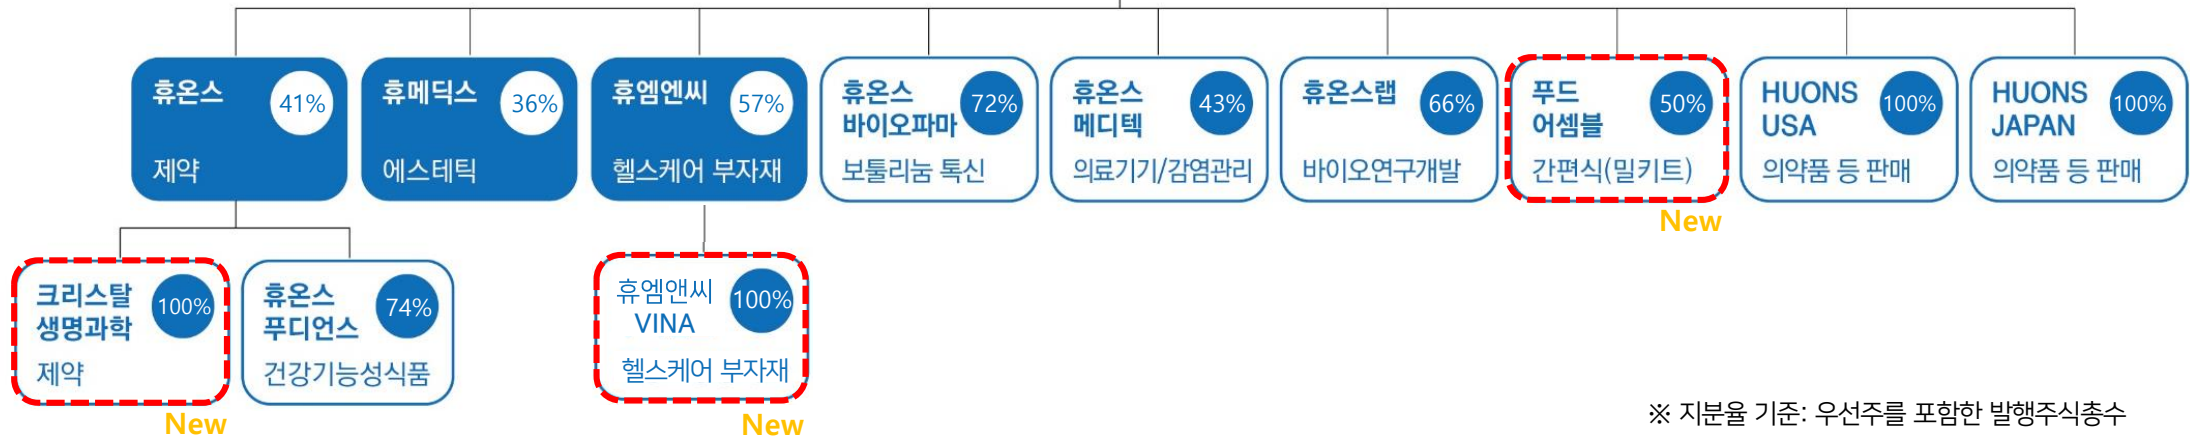 휴온스
41%
제약
휴메딕스
36%
에스테틱
휴엠엔씨
57%
헬스케어 부자재
휴온스
바이오파마
72%
보툴리눔 톡신
휴온스
메디텍
43%
의료기기/감염관리
휴온스랩
66%
바이오연구개발
푸드
어셈블
50%
간편식(밀키트)
New
HUONS
USA
100%
의약품 등 판매
HUONS
JAPAN
100%
의약품 등 판매
크리스탈
생명과학
100%
제약
New
휴온스
푸디언스
74%
건강기능성식품
휴엠앤씨
VINA
100%
헬스케어 부자재
New
※ 지분율 기준: 우선주를 포함한 발행주식총수